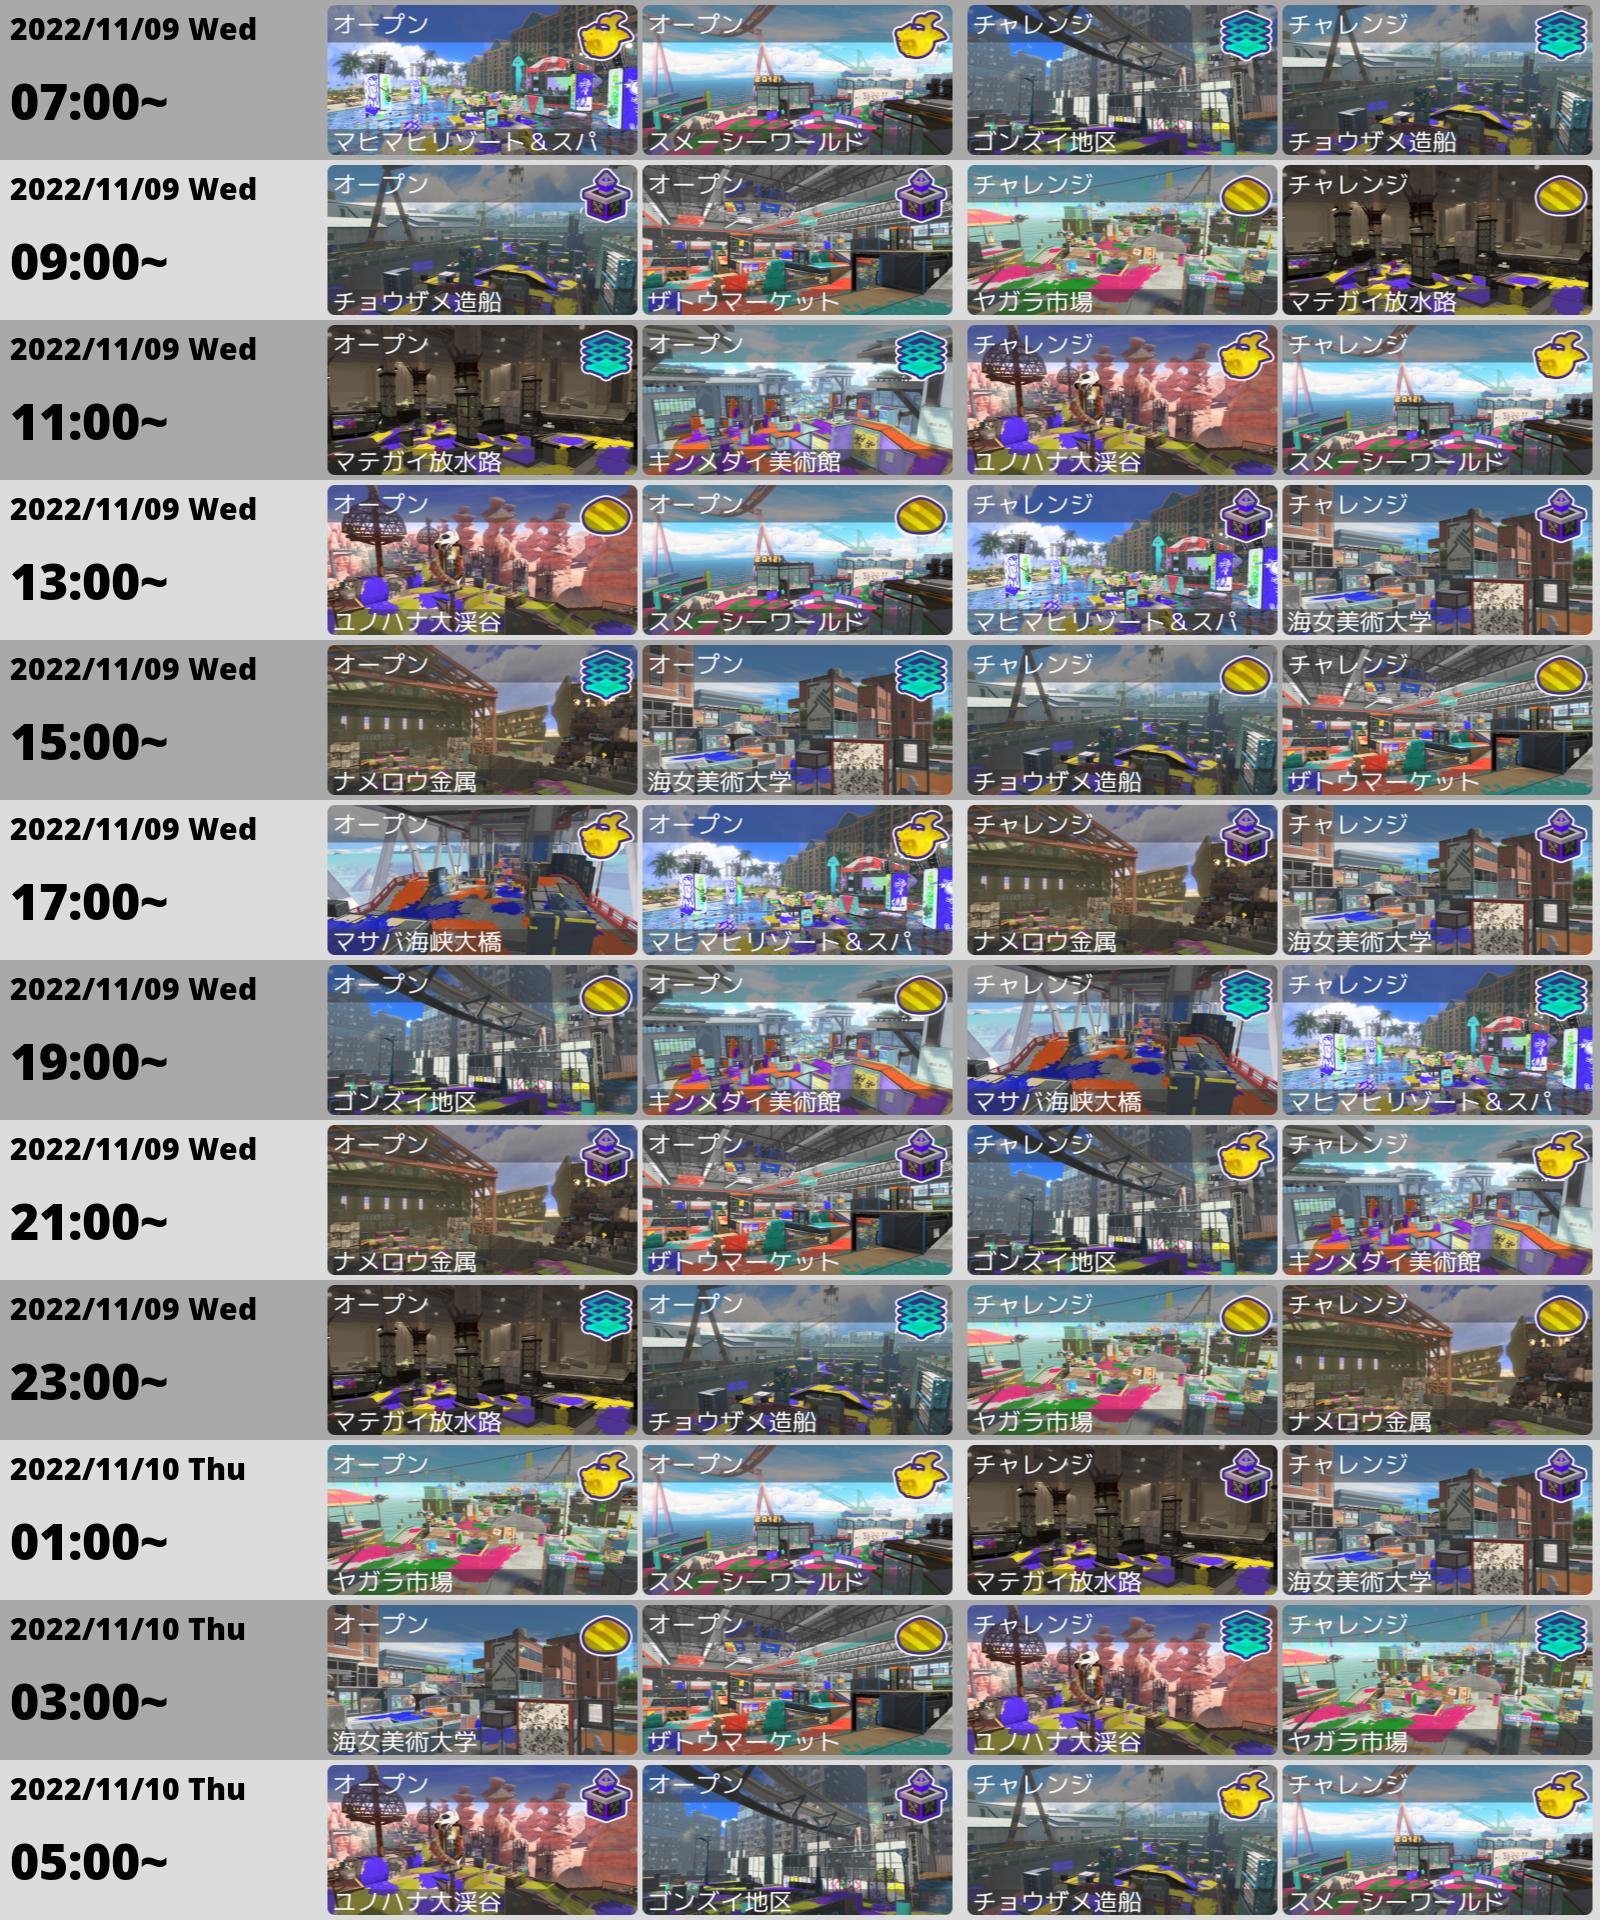 2022/11/09 Wed
07:00~
オープン
マヒマヒリゾート＆スパ
オープン
スメーシーワールド
チャレンジ
ゴンズイ地区
チャレンジ
チョウザメ造船
2022/11/09 Wed
09:00~
オープン
チョウザメ造船
オープン
ザトウマーケット
チャレンジ
ヤガラ市場
チャレンジ
マテガイ放水路
2022/11/09 Wed
11:00~
オープン
マテガイ放水路
オープン
キンメダイ美術館
チャレンジ
ユノハナ大渓谷
チャレンジ
スメーシーワールド
2022/11/09 Wed
13:00~
オープン
ユノハナ大渓谷
オープン
スメーシーワールド
チャレンジ
マヒマヒリゾート＆スパ
チャレンジ
海女美術大学
2022/11/09 Wed
15:00~
オープン
ナメロウ金属
オープン
海女美術大学
チャレンジ
チョウザメ造船
チャレンジ
ザトウマーケット
2022/11/09 Wed
17:00~
オープン
マサバ海峡大橋
オープン
マヒマヒリゾート＆スパ
チャレンジ
ナメロウ金属
チャレンジ
海女美術大学
2022/11/09 Wed
19:00~
オープン
ゴンズイ地区
オープン
キンメダイ美術館
チャレンジ
マサバ海峡大橋
チャレンジ
マヒマヒリゾート＆スパ
2022/11/09 Wed
21:00~
オープン
ナメロウ金属
オープン
ザトウマーケット
チャレンジ
ゴンズイ地区
チャレンジ
キンメダイ美術館
2022/11/09 Wed
23:00~
オープン
マテガイ放水路
オープン
チョウザメ造船
チャレンジ
ヤガラ市場
チャレンジ
ナメロウ金属
2022/11/10 Thu
01:00~
オープン
ヤガラ市場
オープン
スメーシーワールド
チャレンジ
マテガイ放水路
チャレンジ
海女美術大学
2022/11/10 Thu
03:00~
オープン
海女美術大学
オープン
ザトウマーケット
チャレンジ
ユノハナ大渓谷
チャレンジ
ヤガラ市場
2022/11/10 Thu
05:00~
オープン
ユノハナ大渓谷
オープン
ゴンズイ地区
チャレンジ
チョウザメ造船
チャレンジ
スメーシーワールド